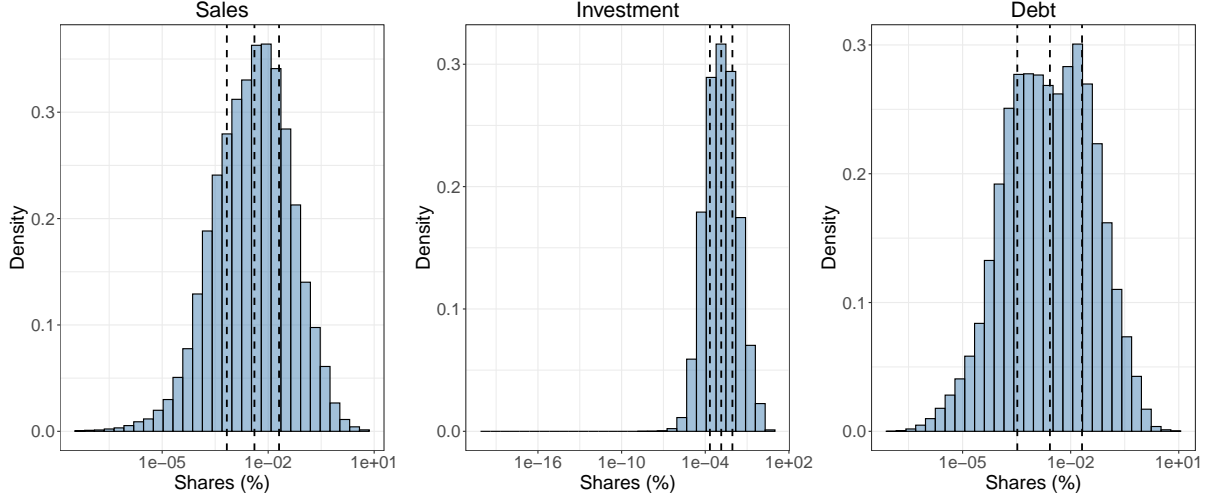 Sales
Density
0.3
0.2
0.1
0.0
1e-05 1e-02 1e+01
Shares (%)
Investment
Density
0.3
0.2
0.1
0.0
1e-16 1e-10 1e-04 1e+02
Shares (%)
Debt
Density
0.3
0.2
0.1
0.0
1e-05 1e-02 1e+01
Shares (%)